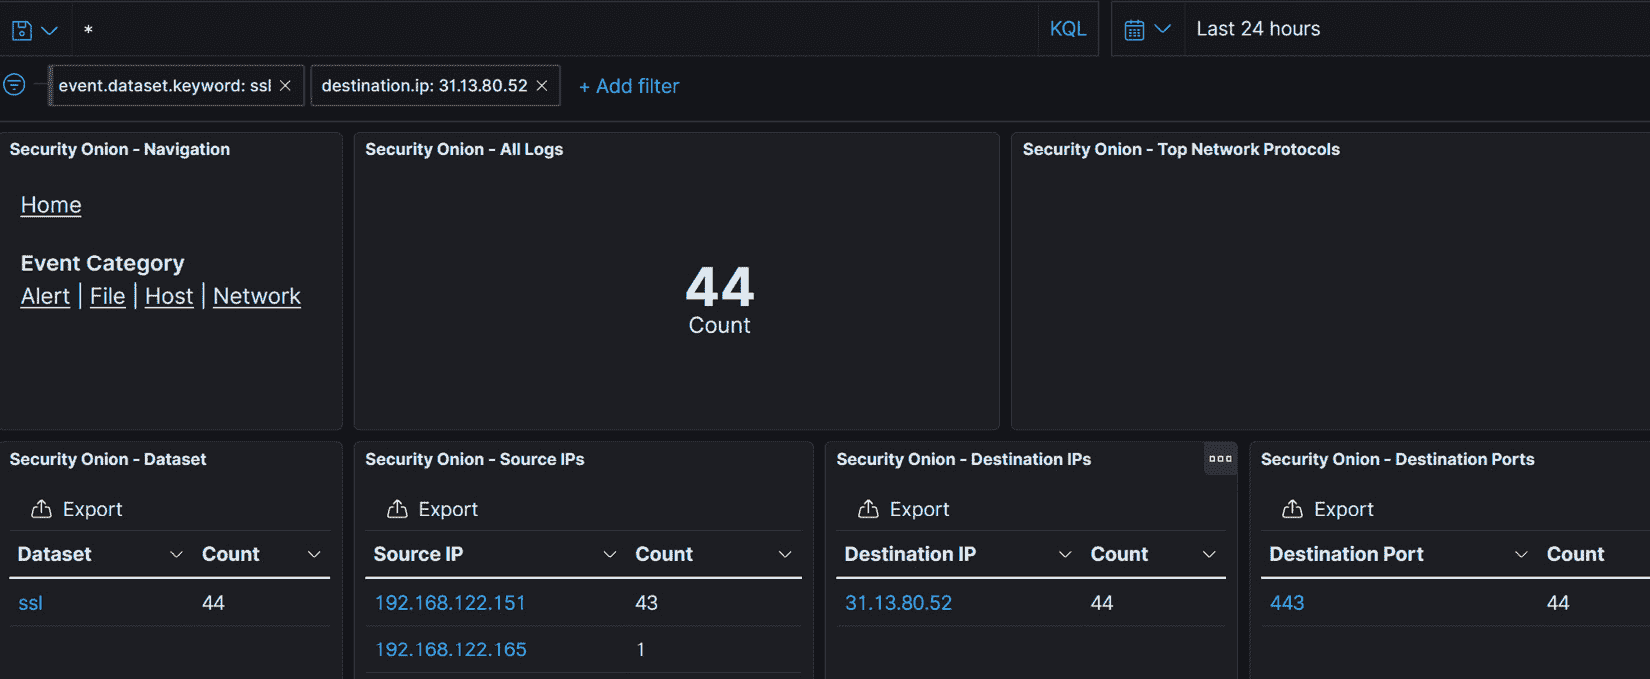 * KQL Last 24 hours
event.dataset.keyword: ssl × destination.ip: 31.13.80.52 × + Add filter
Security Onion - Navigation
Home
Event Category
Alert | File | Host | Network
Security Onion - All Logs
44
Count
Security Onion - Top Network Protocols
Security Onion - Dataset
Export
Dataset Count
ssl 44
Security Onion - Source IPs
Export
Source IP Count
192.168.122.151 43
192.168.122.165 1
Security Onion - Destination IPs
Export
Destination IP Count
31.13.80.52 44
Security Onion - Destination Ports
Export
Destination Port Count
443 44